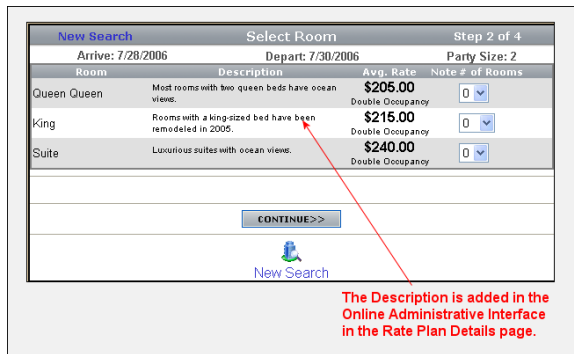 New Search Select Room Step 2 of 4
Arrive: 7/28/2006 Depart: 7/30/2006 Party Size: 2
Room Description Avg. Rate Note # of Rooms
Queen Queen Most rooms with two queen beds have ocean views. $205.00 Double Occupancy 0
King Rooms with a king-sized bed have been remodeled in 2005. $215.00 Double Occupancy 0
Suite Luxurious suites with ocean views. $240.00 Double Occupancy 0
CONTINUE>>
New Search
The Description is added in the
Online Administrative Interface
in the Rate Plan Details page.